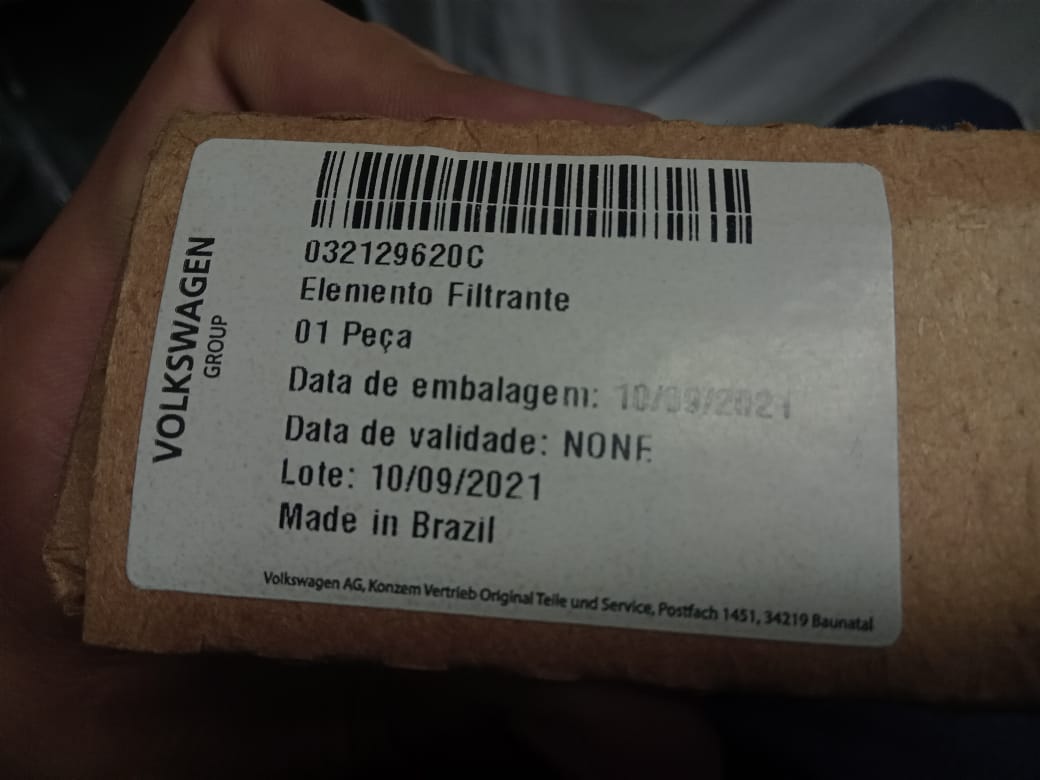 VOLKSWAGEN
GROUP
032129620C
Elemento Filtrante
01 Peça
Data de embalagem: 10/09/2021
Data de validade: NONE
Lote: 10/09/2021
Made in Brazil
Volkswagen AG, Konzem Vertrieb Original Teile und Service, Postfach 1451, 34219 Baunatal